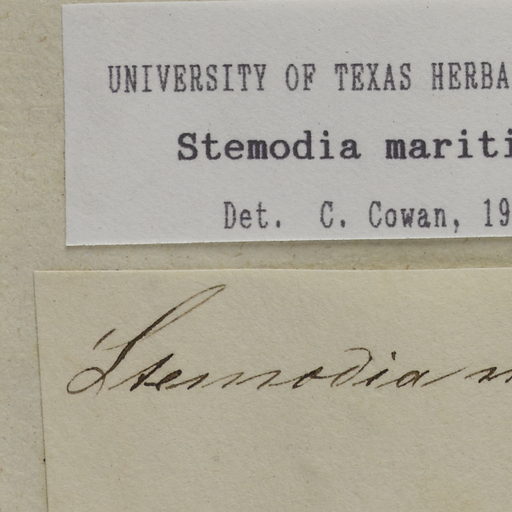 UNIVERSITY OF TEXAS HERBA
Stemodia mariti
Det. C. Cowan, 19
Stemodia m